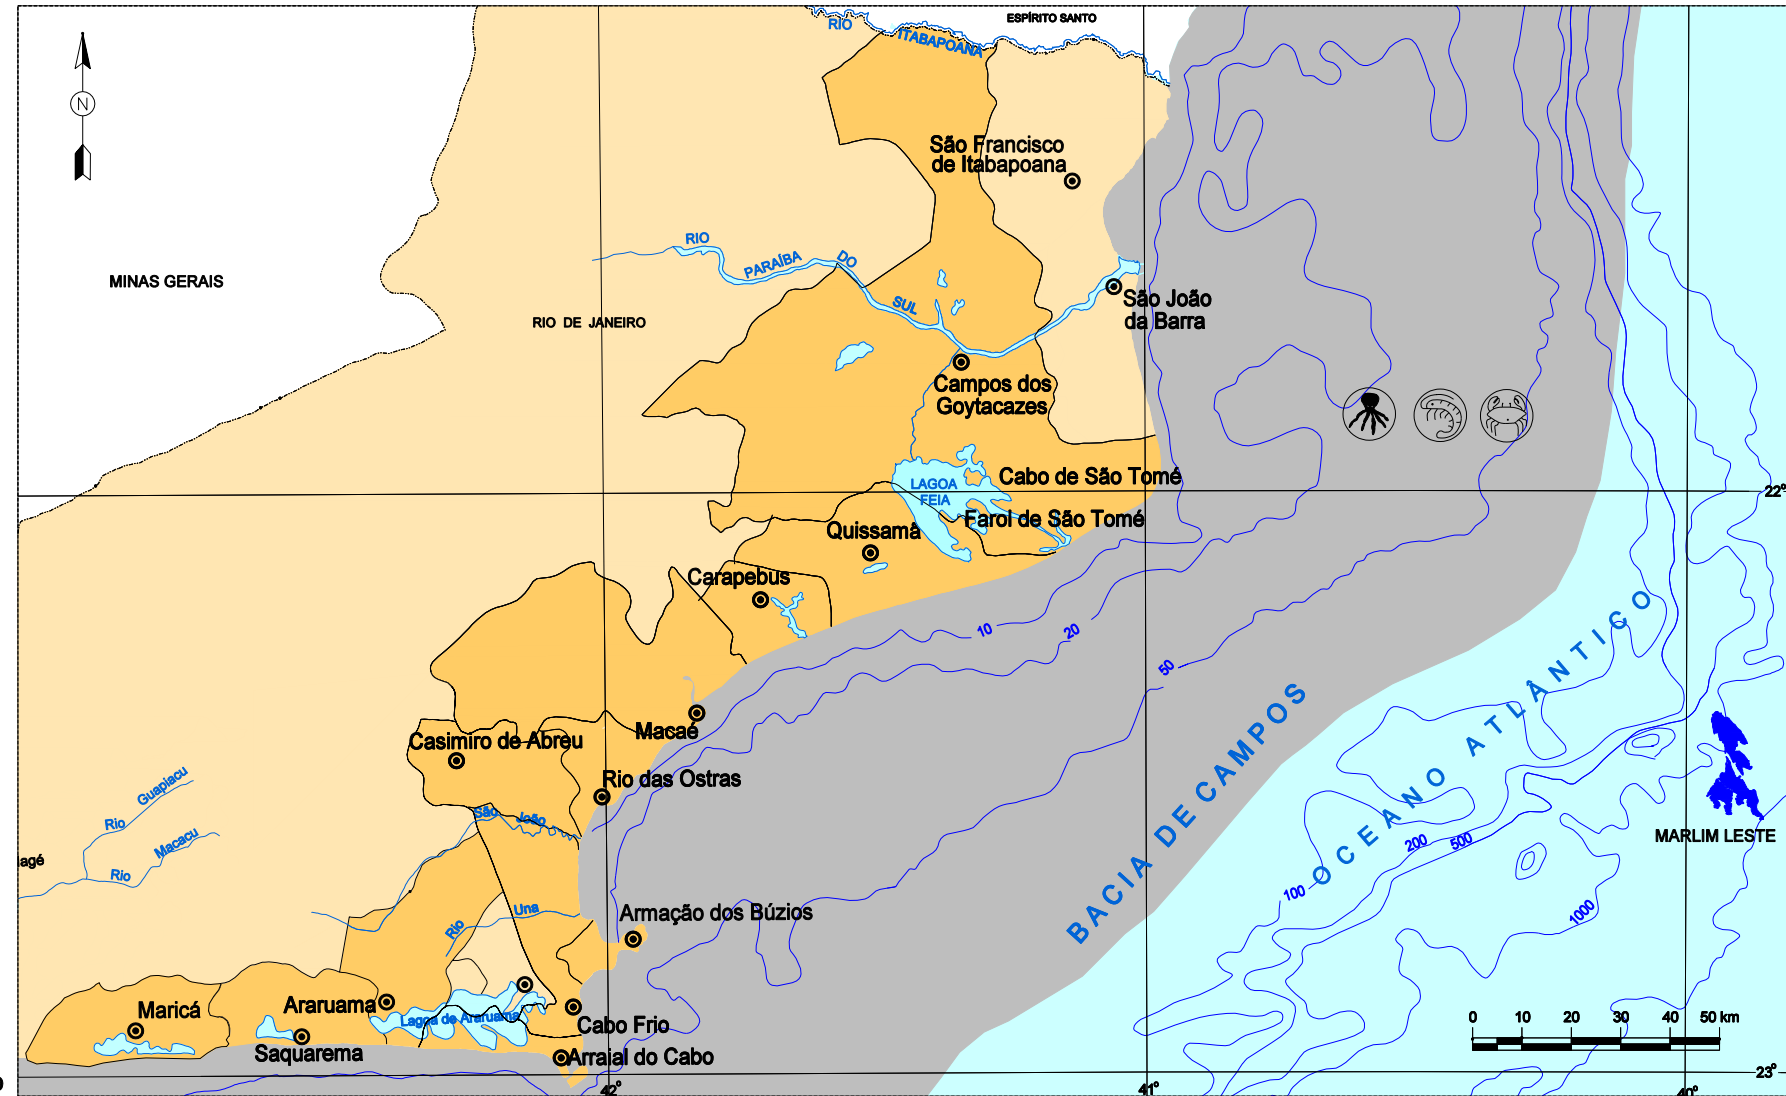 ESPÍRITO SANTO
RIO
ITABAPOANA
N
São Francisco
de Itabapoana
RIO
PARAÍBA
DO
SUL
MINAS GERAIS
RIO DE JANEIRO
São João
da Barra
Campos dos
Goytacazes
Cabo de São Tomé
LAGOA
FEIA
22°
Farol de São Tomé
Quissamã
Carapebus
10
20
50
Macaé
Casimiro de Abreu
Rio das Ostras
BACIA DE CAMPOS
OCEANO ATLÂNTICO
Rio
Guapiacu
São João
Rio
Macacu
agé
MARLIM LESTE
200
500
100
1000
Rio
Una
Armação dos Búzios
Maricá
Araruama
Lagoa de Araruama
Cabo Frio
Saquarema
Arraial do Cabo
0 10 20 30 40 50 km
23°
42°
41°
40°